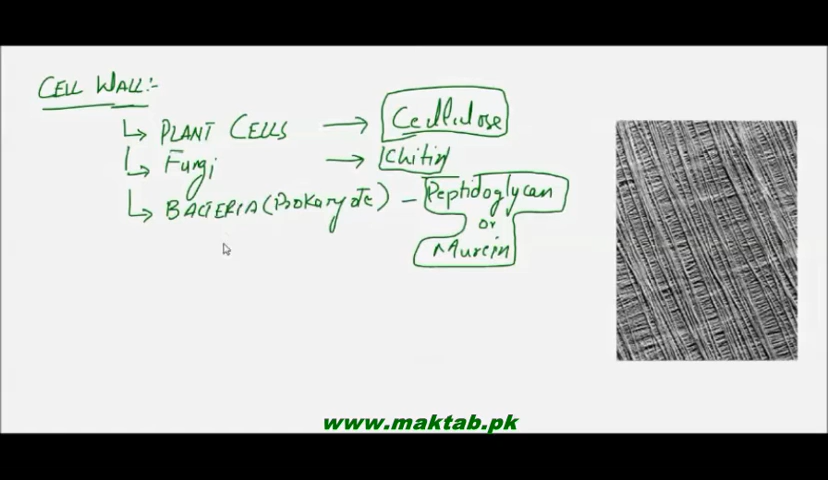 CELL WALL:-
PLANT CELLS → Cellulose
Fungi → Chitin
BACTERIA (Prokaryote) – Peptidoglycan
or
Murein
www.maktab.pk